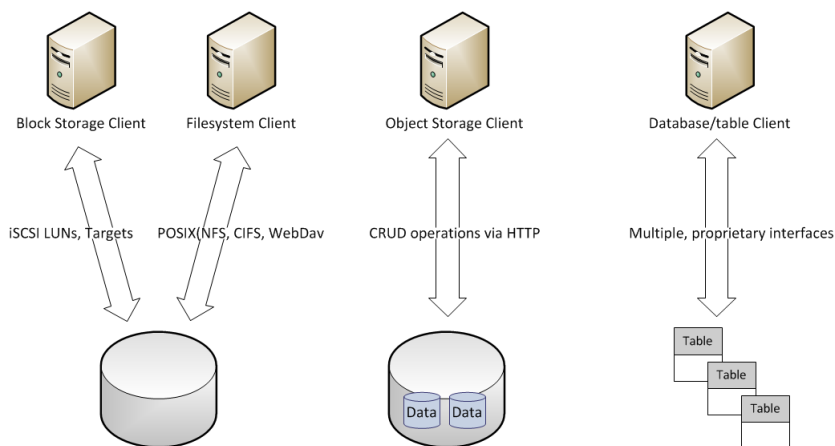 Block Storage Client
Filesystem Client
Object Storage Client
Database/table Client
iSCSI LUNs, Targets
POSIX(NFS, CIFS, WebDav
CRUD operations via HTTP
Multiple, proprietary interfaces
Table
Table
Table
Data
Data